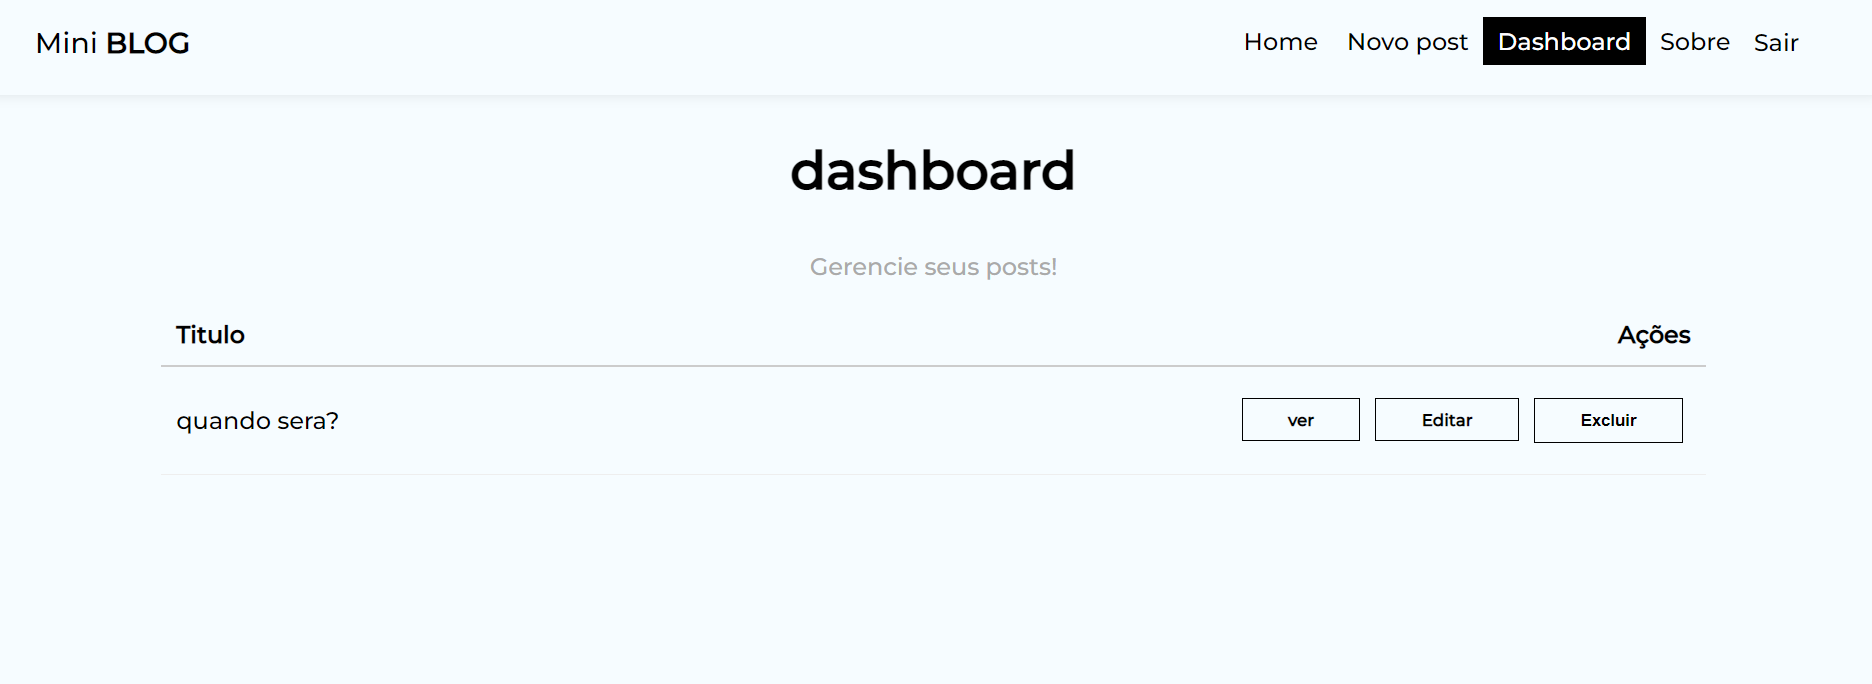 Mini BLOG
Home Novo post Dashboard Sobre Sair
dashboard
Gerencie seus posts!
Titulo Ações
quando sera? ver Editar Excluir